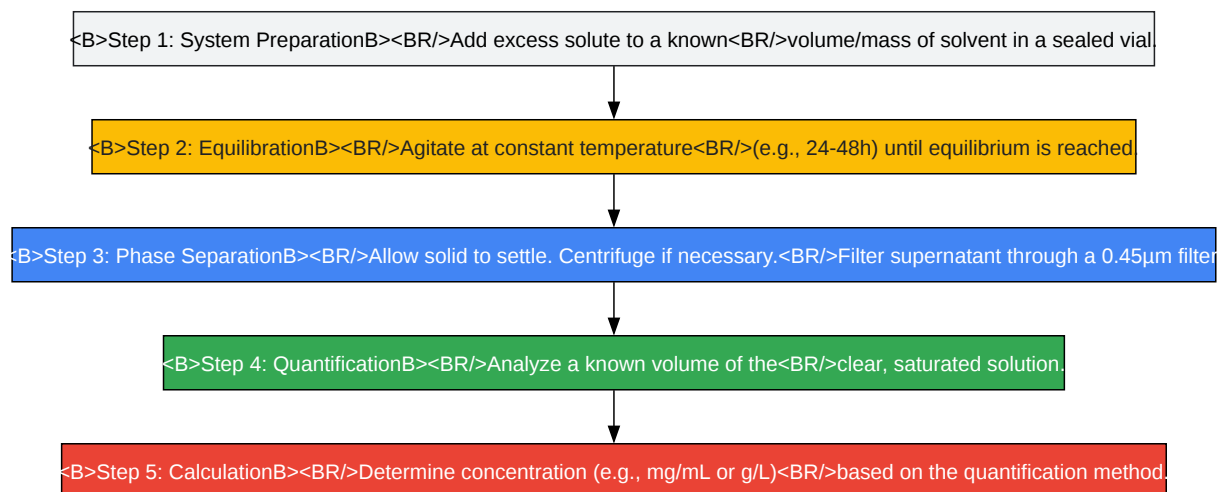 <B>Step 1: System PreparationB><BR/>Add excess solute to a known<BR/>volume/mass of solvent in a sealed vial.
<B>Step 2: EquilibrationB><BR/>Agitate at constant temperature<BR/>(e.g., 24-48h) until equilibrium is reached.
<B>Step 3: Phase SeparationB><BR/>Allow solid to settle. Centrifuge if necessary.<BR/>Filter supernatant through a 0.45µm filter
<B>Step 4: QuantificationB><BR/>Analyze a known volume of the<BR/>clear, saturated solution.
<B>Step 5: CalculationB><BR/>Determine concentration (e.g., mg/mL or g/L)<BR/>based on the quantification method.